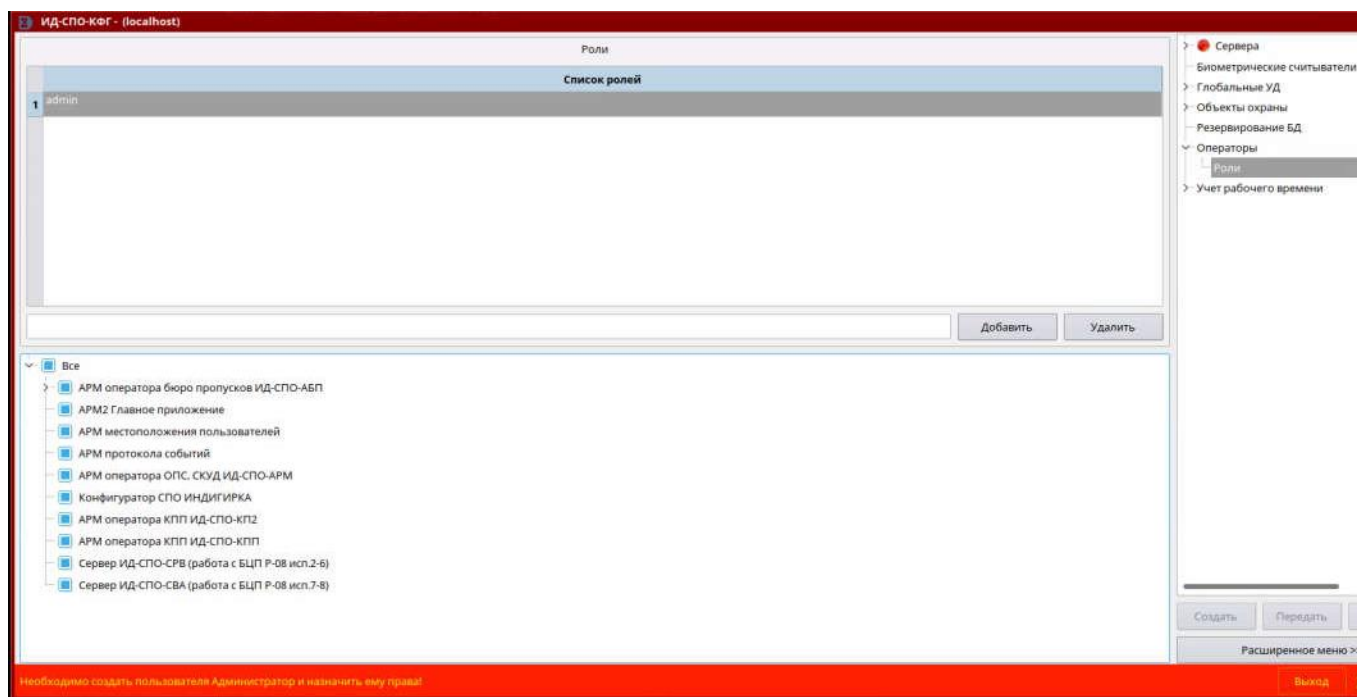 ИД-СПО-КФГ - (localhost)
Роли
Список ролей
1 admin
Добавить Удалить
Все
АРМ оператора бюро пропусков ИД-СПО-АБП
АРМ2 Главное приложение
АРМ местоположения пользователей
АРМ протокола событий
АРМ оператора ОПС. СКУД ИД-СПО-АРМ
Конфигуратор СПО ИНДИГИРКА
АРМ оператора КПП ИД-СПО-КП2
АРМ оператора КПП ИД-СПО-КПП
Сервер ИД-СПО-СРВ (работа с БЦП Р-08 исп.2-6)
Сервер ИД-СПО-СВА (работа с БЦП Р-08 исп.7-8)
Сервера
Биометрические считыватели
Глобальные УД
Объекты охраны
Резервирование БД
Операторы
Роли
Учет рабочего времени
Создать Передать
Расширенное меню >
Необходимо создать пользователя Администратор и назначить ему права!
Выход